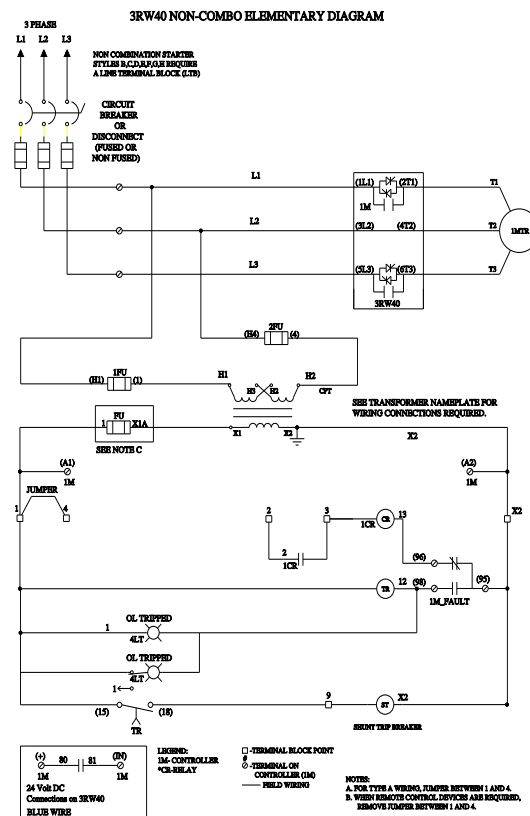 3RW40 NON-COMBO ELEMENTARY DIAGRAM
3 PHASE
L1 L2 L3
NON COMBINATION STARTER
STYLES B,C,D,E,F,G,H REQUIRE
A LINE TERMINAL BLOCK (LTB)
CIRCUIT
BREAKER
OR
DISCONNECT
(FUSED OR
NON FUSED)
L1
(1L1) (2T1)
T1
1M
L2
(3L2) (4T2)
T2
1MTR
L3
(5L3) (6T3)
T3
3RW40
2FU
(H4) (4)
1FU
(H1) (1)
H1 H3 H2 H2
CPT
SEE TRANSFORMER NAMEPLATE FOR
WIRING CONNECTIONS REQUIRED.
FU
1 X1A
X1 X2
X2
SEE NOTE C
(A1)
1M
(A2)
1M
JUMPER
1 4
2 3
CR 13
1CR
X2
2
1CR
(96)
TR 12 (98) (95)
1M_FAULT
OL TRIPPED
1
4LT
OL TRIPPED
4LT
1
(15) (18)
TR
9
ST X2
SHUNT TRIP BREAKER
(+) 80 81 (IN)
1M 1M
24 Volt DC
Connections on 3RW40
BLUE WIRE
LEGEND:
1M- CONTROLLER
*CR-RELAY
-TERMINAL BLOCK POINT
#
-TERMINAL ON
CONTROLLER (1M)
FIELD WIRING
NOTES:
A. FOR TYPE A WIRING, JUMPER BETWEEN 1 AND 4.
B. WHEN REMOTE CONTROL DEVICES ARE REQUIRED,
REMOVE JUMPER BETWEEN 1 AND 4.